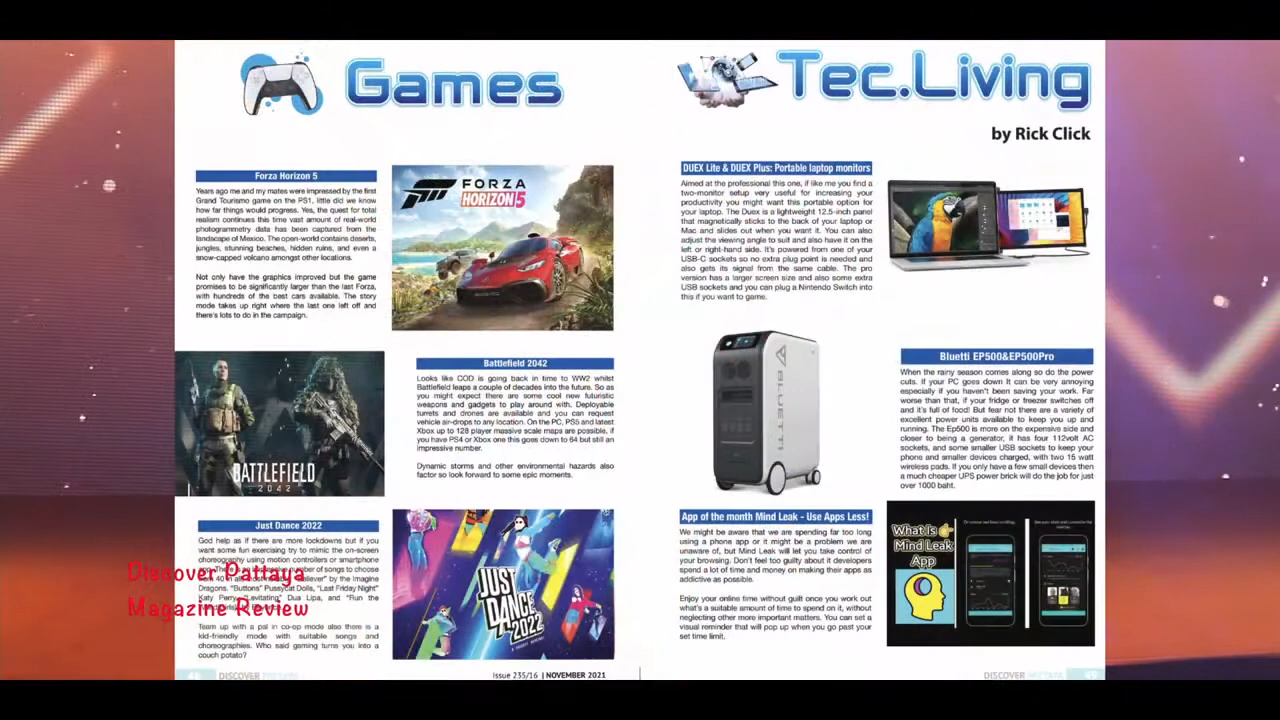 Games
Forza Horizon 5
Years ago me and my mates were impressed by the first
Grand Tourismo game on the PS1, little did we know
how far things would progress. Yes, the quest for total
realism continues this time vast amount of real-world
photogrammetry data has been captured from the
landscape of Mexico. The open-world contains deserts,
jungles, stunning beaches, hidden ruins, and even a
snow-capped volcano amongst other locations.
Not only have the graphics improved but the game
promises to be significantly larger than the last Forza,
with hundreds of the best cars available. The story
mode takes up right where the last one left off and
there's lots to do in the campaign.
FORZA
HORIZON 5
BATTLEFIELD
2042
Battlefield 2042
Looks like COD is going back in time to WW2 whilst
Battlefield leaps a couple of decades into the future. So as
you might expect there are some cool new futuristic
weapons and gadgets to play around with. Deployable
turrets and drones are available and you can request
vehicle air-drops to any location. On the PC, PS5 and latest
Xbox up to 128 player massive scale maps are possible, if
you have PS4 or Xbox one this goes down to 64 but still an
impressive number.
Dynamic storms and other environmental hazards also
factor so look forward to some epic moments.
Just Dance 2022
God help as if there are more lockdowns but if you
want some fun exercising try to mimic the on-screen
choreography using motion controllers or smartphone
number of songs to choose
by the Imagine
Dragons. "Buttons" Pussycat Dolls, "Last Friday Night"
Katy Perry, Dua Lipa, and "Run the
Team up with a pal in co-op mode also there is a
kid-friendly mode with suitable songs and
choreographies. Who said gaming turns you into a
couch potato?
JUST
DANCE
2022
Discover Pattaya
Magazine Review
DISCOVER
Issue 235/16 | NOVEMBER 2021
Tec.Living
by Rick Click
DUEX Lite & DUEX Plus: Portable laptop monitors
Aimed at the professional this one, if like me you find a
two-monitor setup very useful for increasing your
productivity you might want this portable option for
your laptop. The Duex is a lightweight 12.5-inch panel
that magnetically sticks to the back of your laptop or
Mac and slides out when you want it. You can also
adjust the viewing angle to suit and also have it on the
left or right-hand side. It's powered from one of your
USB-C sockets so no extra plug point is needed and
also gets its signal from the same cable. The pro
version has a larger screen size and also some extra
USB sockets and you can plug a Nintendo Switch into
this if you want to game.
BLUETTI
Bluetti EP500&EP500Pro
When the rainy season comes along so do the power
cuts. If your PC goes down It can be very annoying
especially if you haven't been saving your work. Far
worse than that, if your fridge or freezer switches off
and it's full of food! But fear not there are a variety of
excellent power units available to keep you up and
running. The Ep500 is more on the expensive side and
closer to being a generator, it has four 112volt AC
sockets, and some smaller USB sockets to keep your
phone and smaller devices charged, with two 15 watt
wireless pads. If you only have a few small devices then
a much cheaper UPS power brick will do the job for just
over 1000 baht.
App of the month Mind Leak - Use Apps Less!
We might be aware that we are spending far too long
using a phone app or it might be a problem we are
unaware of, but Mind Leak will let you take control of
your browsing. Don't feel too guilty about it developers
spend a lot of time and money on making their apps as
addictive as possible.
Enjoy your online time without guilt once you work out
what's a suitable amount of time to spend on it, without
neglecting other more important matters. You can set a
visual reminder that will pop up when you go past your
set time limit.
What is
Mind Leak
App
DISCOVER